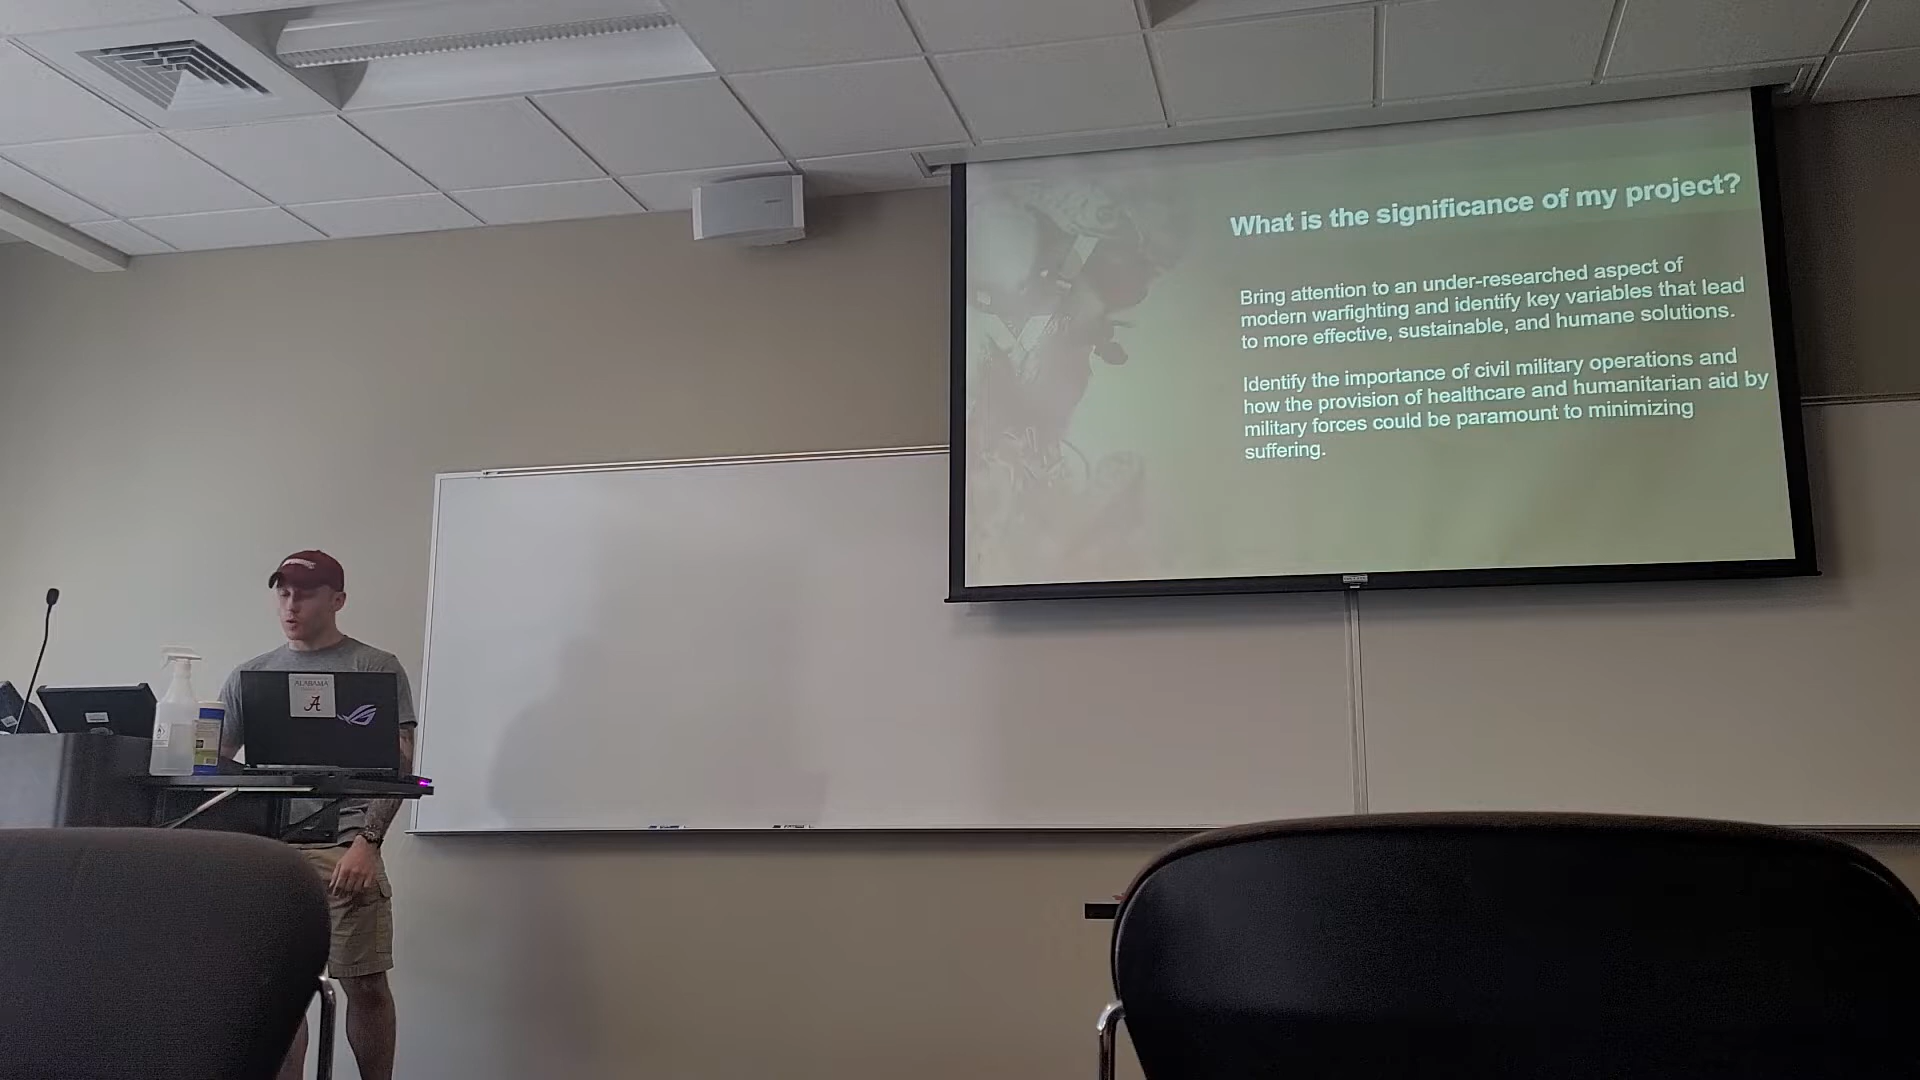 What is the significance of my project?
Bring attention to an under-researched aspect of
modern warfighting and identify key variables that lead
to more effective, sustainable, and humane solutions.
Identify the importance of civil military operations and
how the provision of healthcare and humanitarian aid by
military forces could be paramount to minimizing
suffering.
ALABAMA
A